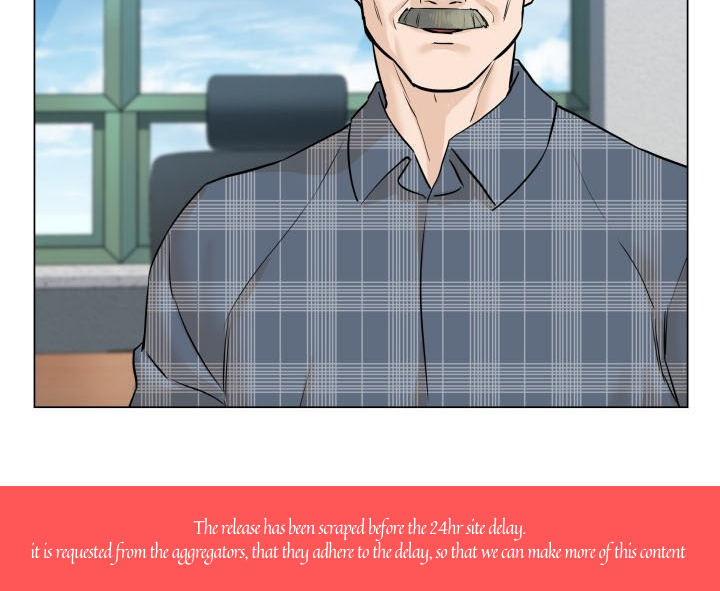 The release has been scraped before the 24hr site delay.
it is requested from the aggregators, that they adhere to the delay, so that we can make more of this content